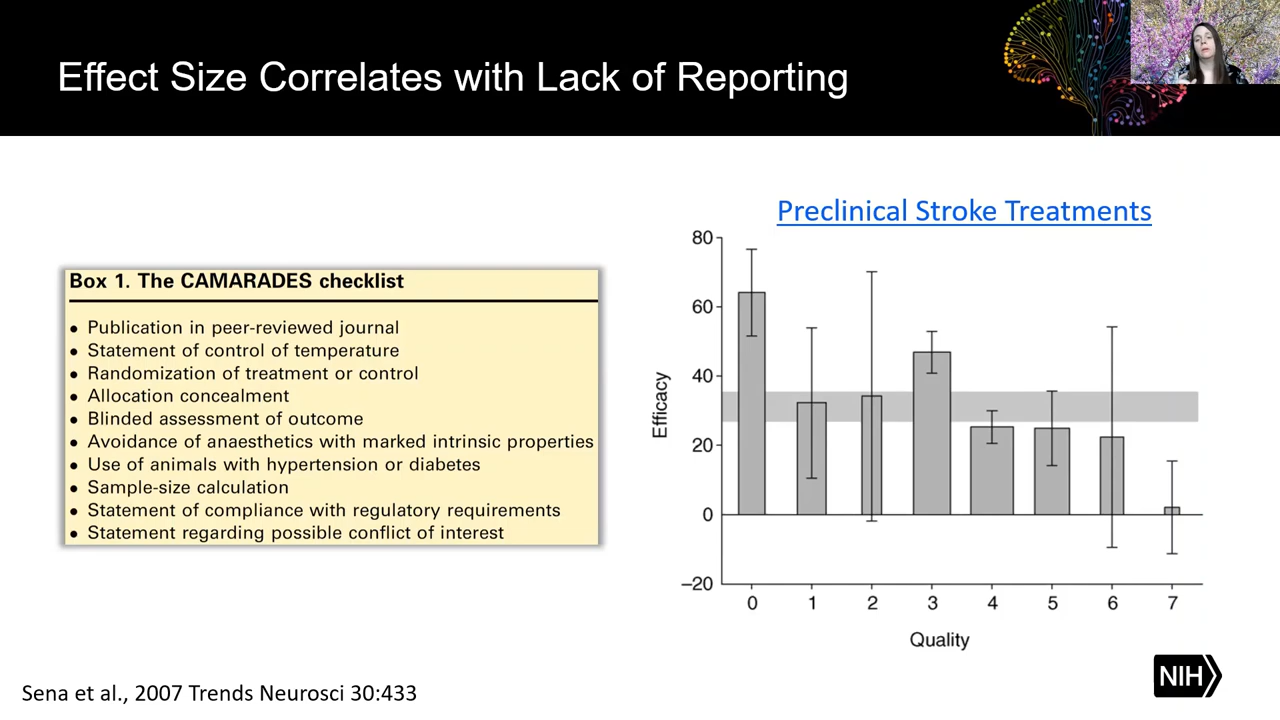 Effect Size Correlates with Lack of Reporting
Box 1. The CAMARADES checklist
• Publication in peer-reviewed journal
• Statement of control of temperature
• Randomization of treatment or control
• Allocation concealment
• Blinded assessment of outcome
• Avoidance of anaesthetics with marked intrinsic properties
• Use of animals with hypertension or diabetes
• Sample-size calculation
• Statement of compliance with regulatory requirements
• Statement regarding possible conflict of interest
Preclinical Stroke Treatments
80
60
40
20
0
−20
Efficacy
0 1 2 3 4 5 6 7
Quality
Sena et al., 2007 Trends Neurosci 30:433
NIH